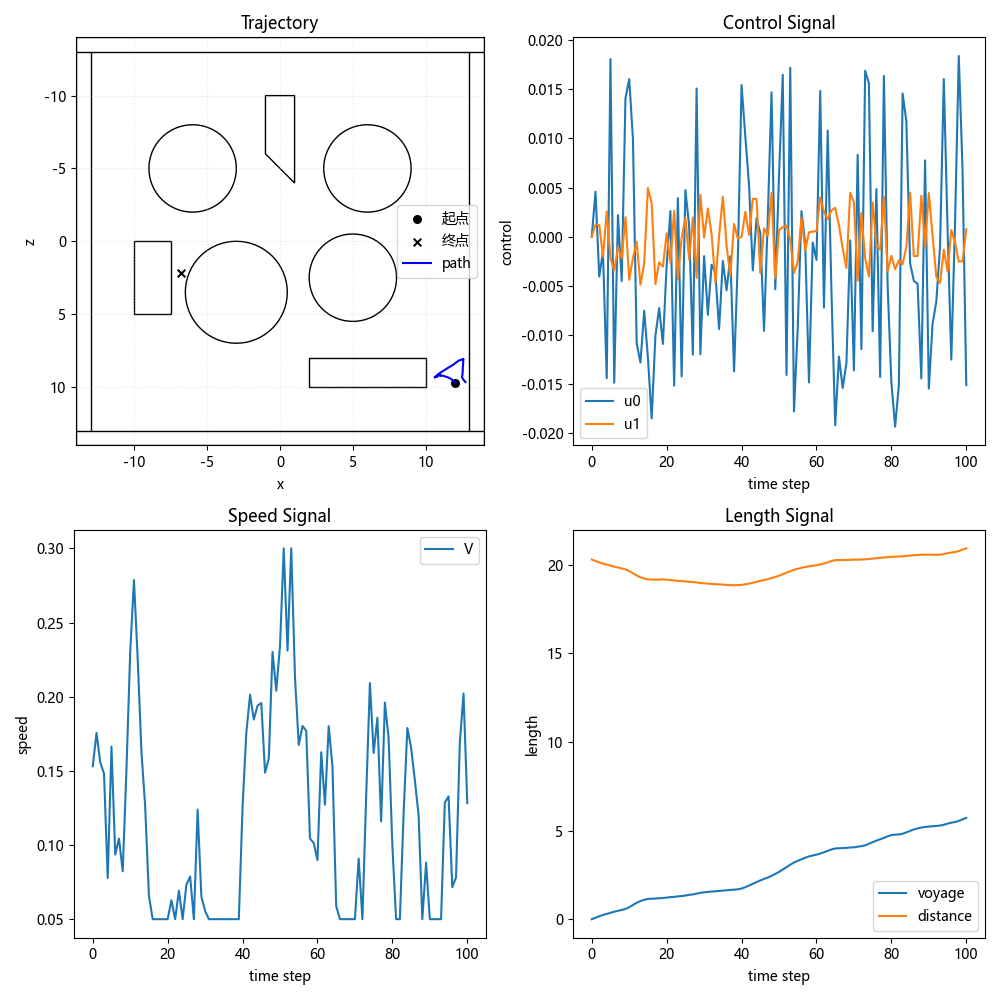 Trajectory
-10
-5
0
5
10
z
-10
-5
0
5
10
x
起点
终点
path
Control Signal
0.020
0.015
0.010
0.005
0.000
-0.005
-0.010
-0.015
-0.020
control
u0
u1
0
20
40
60
80
100
time step
Speed Signal
0.30
0.25
0.20
0.15
0.10
0.05
speed
V
0
20
40
60
80
100
time step
Length Signal
20
15
10
5
0
length
voyage
distance
0
20
40
60
80
100
time step